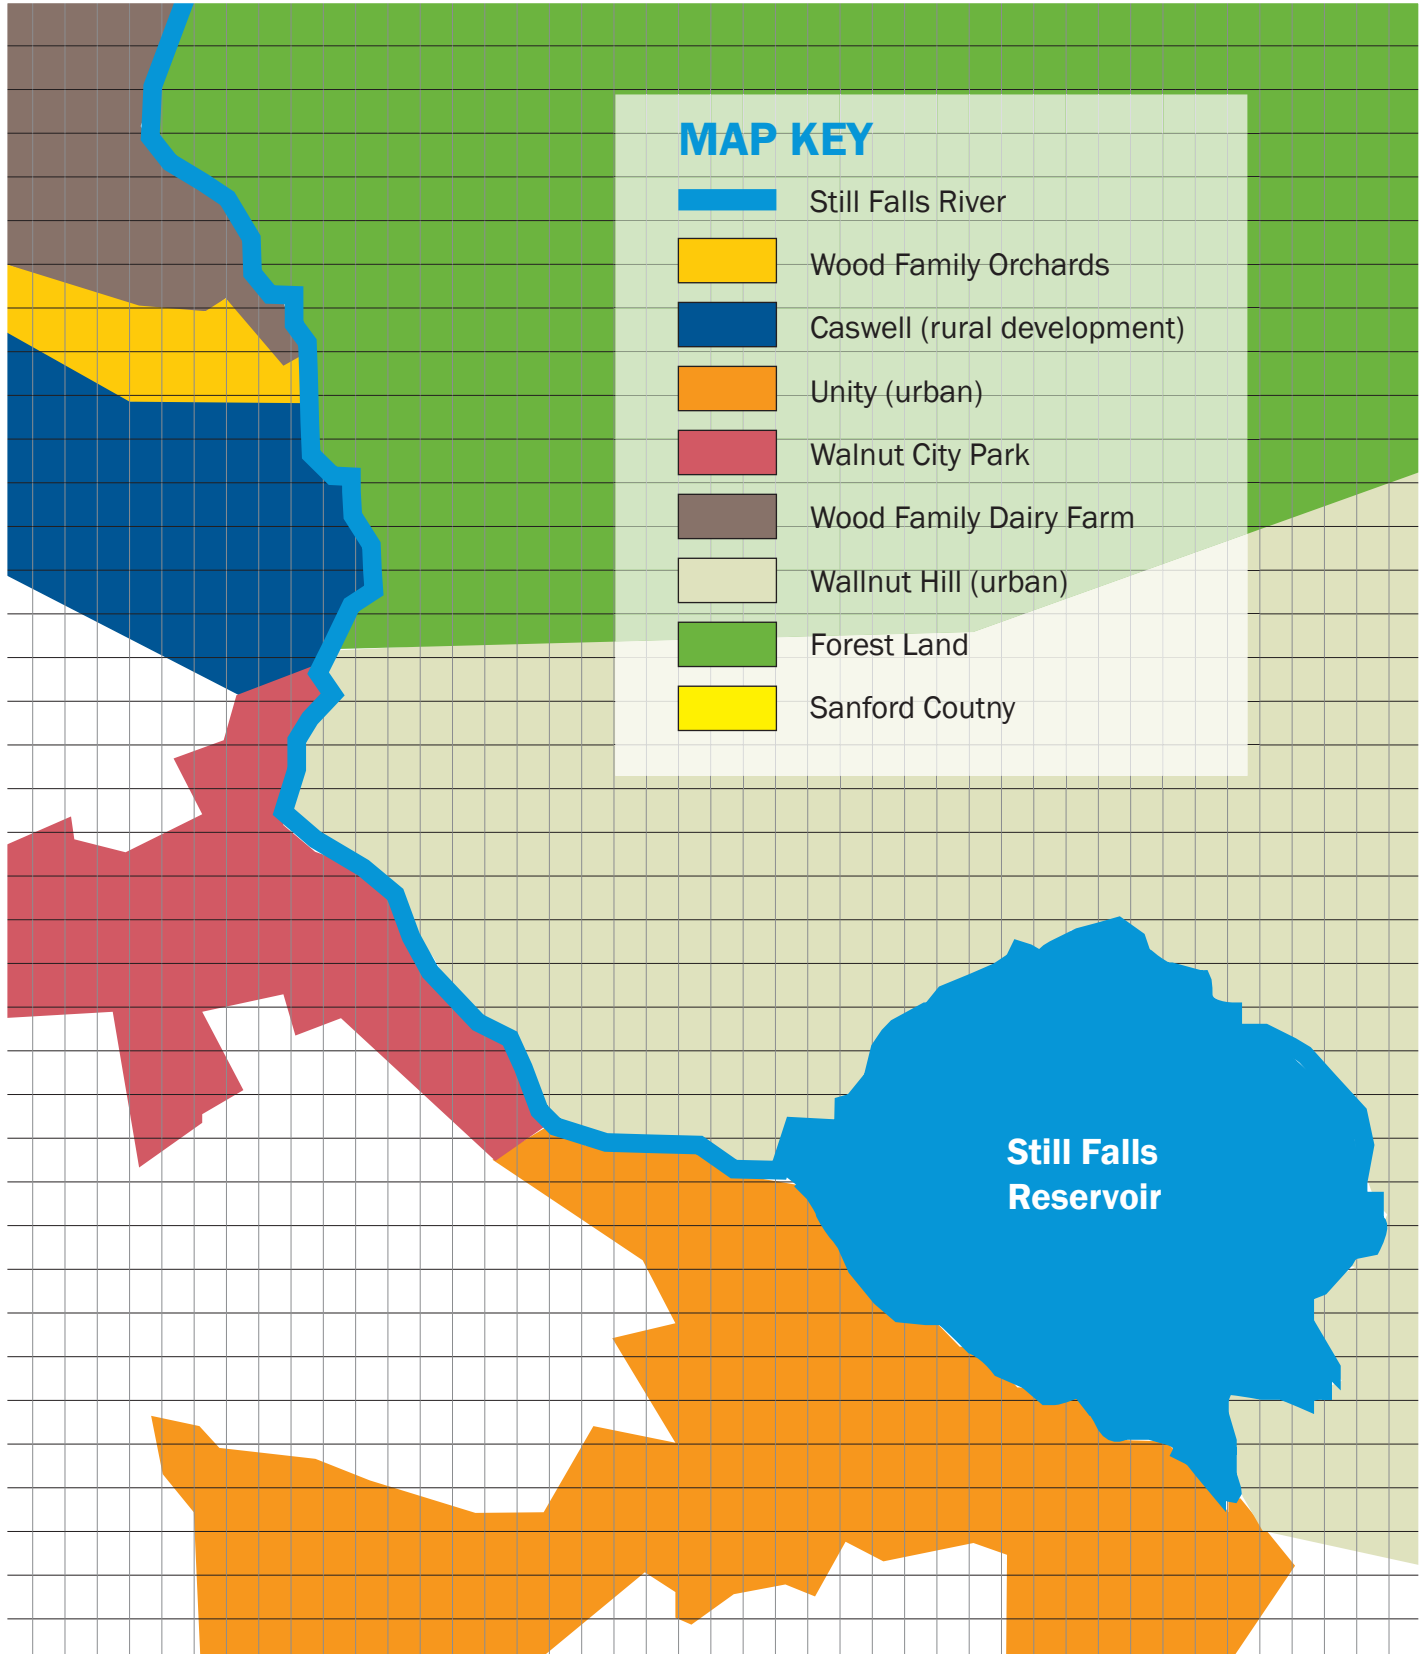 MAP KEY
Still Falls River
Wood Family Orchards
Caswell (rural development)
Unity (urban)
Walnut City Park
Wood Family Dairy Farm
Wallnut Hill (urban)
Forest Land
Sanford Coutny
Still Falls
Reservoir